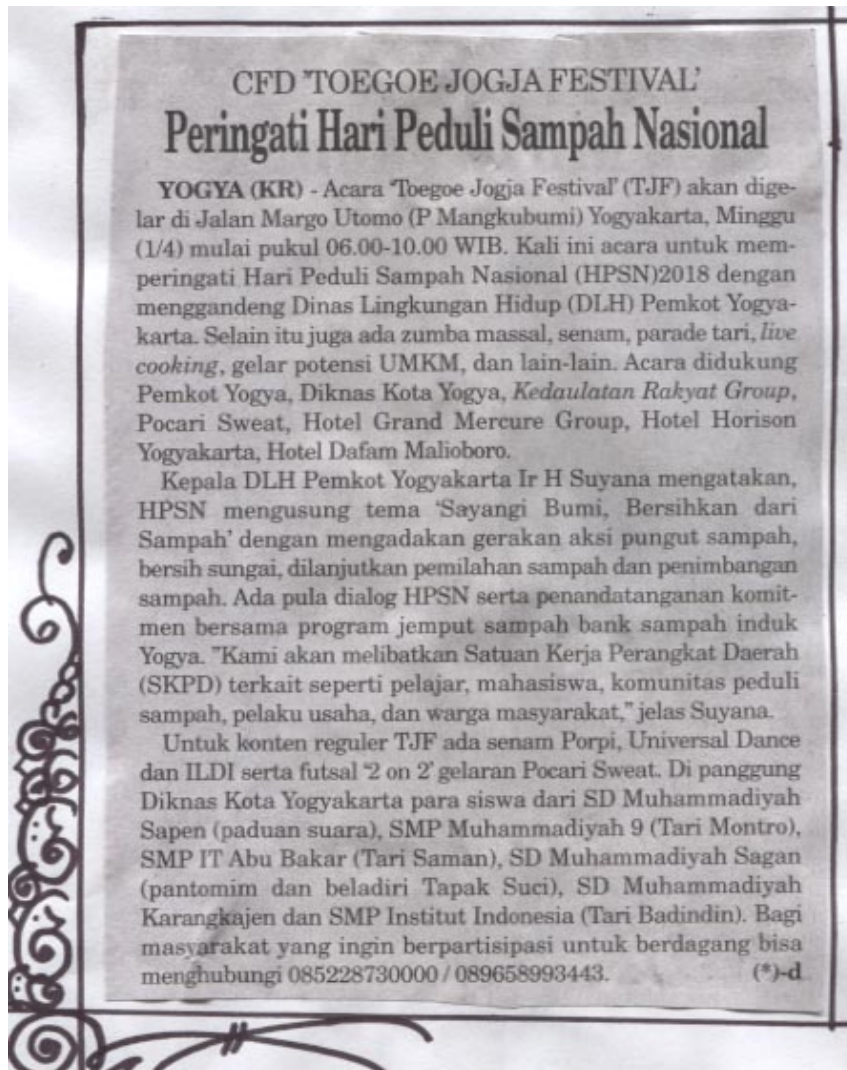 CFD 'TOEGOE JOGJA FESTIVAL'
Peringati Hari Peduli Sampah Nasional
YOGYA (KR) - Acara 'Toegoe Jogja Festival' (TJF) akan dige-
lar di Jalan Margo Utomo (P Mangkubumi) Yogyakarta, Minggu
(1/4) mulai pukul 06.00-10.00 WIB. Kali ini acara untuk mem-
peringati Hari Peduli Sampah Nasional (HPSN)2018 dengan
menggandeng Dinas Lingkungan Hidup (DLH) Pemkot Yogya-
karta. Selain itu juga ada zumba massal, senam, parade tari, live
cooking, gelar potensi UMKM, dan lain-lain. Acara didukung
Pemkot Yogya, Diknas Kota Yogya, Kedaulatan Rakyat Group,
Pocari Sweat, Hotel Grand Mercure Group, Hotel Horison
Yogyakarta, Hotel Dafam Malioboro.
Kepala DLH Pemkot Yogyakarta Ir H Suyana mengatakan,
HPSN mengusung tema 'Sayangi Bumi, Bersihkan dari
Sampah' dengan mengadakan gerakan aksi pungut sampah,
bersih sungai, dilanjutkan pemilahan sampah dan penimbangan
sampah. Ada pula dialog HPSN serta penandatanganan komit-
men bersama program jemput sampah bank sampah induk
Yogya. "Kami akan melibatkan Satuan Kerja Perangkat Daerah
(SKPD) terkait seperti pelajar, mahasiswa, komunitas peduli
sampah, pelaku usaha, dan warga masyarakat," jelas Suyana.
Untuk konten reguler TJF ada senam Porpi, Universal Dance
dan ILDI serta futsal '2 on 2' gelaran Pocari Sweat. Di panggung
Diknas Kota Yogyakarta para siswa dari SD Muhammadiyah
Sapen (paduan suara), SMP Muhammadiyah 9 (Tari Montro),
SMP IT Abu Bakar (Tari Saman), SD Muhammadiyah Sagan
(pantomim dan beladiri Tapak Suci), SD Muhammadiyah
Karangkajen dan SMP Institut Indonesia (Tari Badindin). Bagi
masyarakat yang ingin berpartisipasi untuk berdagang bisa
menghubungi 085228730000 / 089658993443. (*)-d